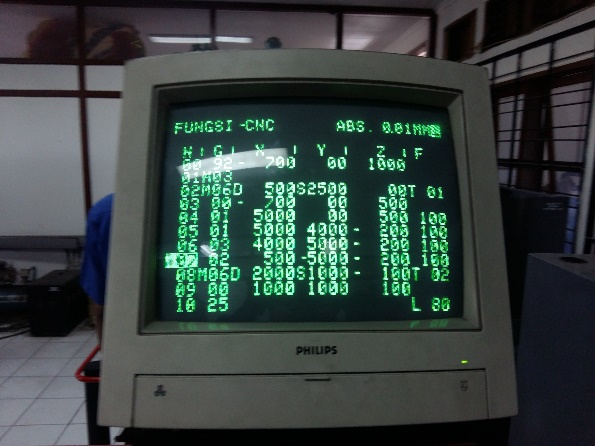 FUNGSI-CNC ABS. 0.01MM
N G X Y Z F
00 92 - 700 00 1000
01M03
02M06D 500S2500 00T 01
03 00 - 700 00 500
04 01 5000 00 500 100
05 01 5000 4000 - 200 100
06 03 4000 5000 - 200 100
02 500 -5000 - 200 100
08M06D 2000S1000 - 100T 02
09 00 1000 1000 100
10 25 L 80
PHILIPS